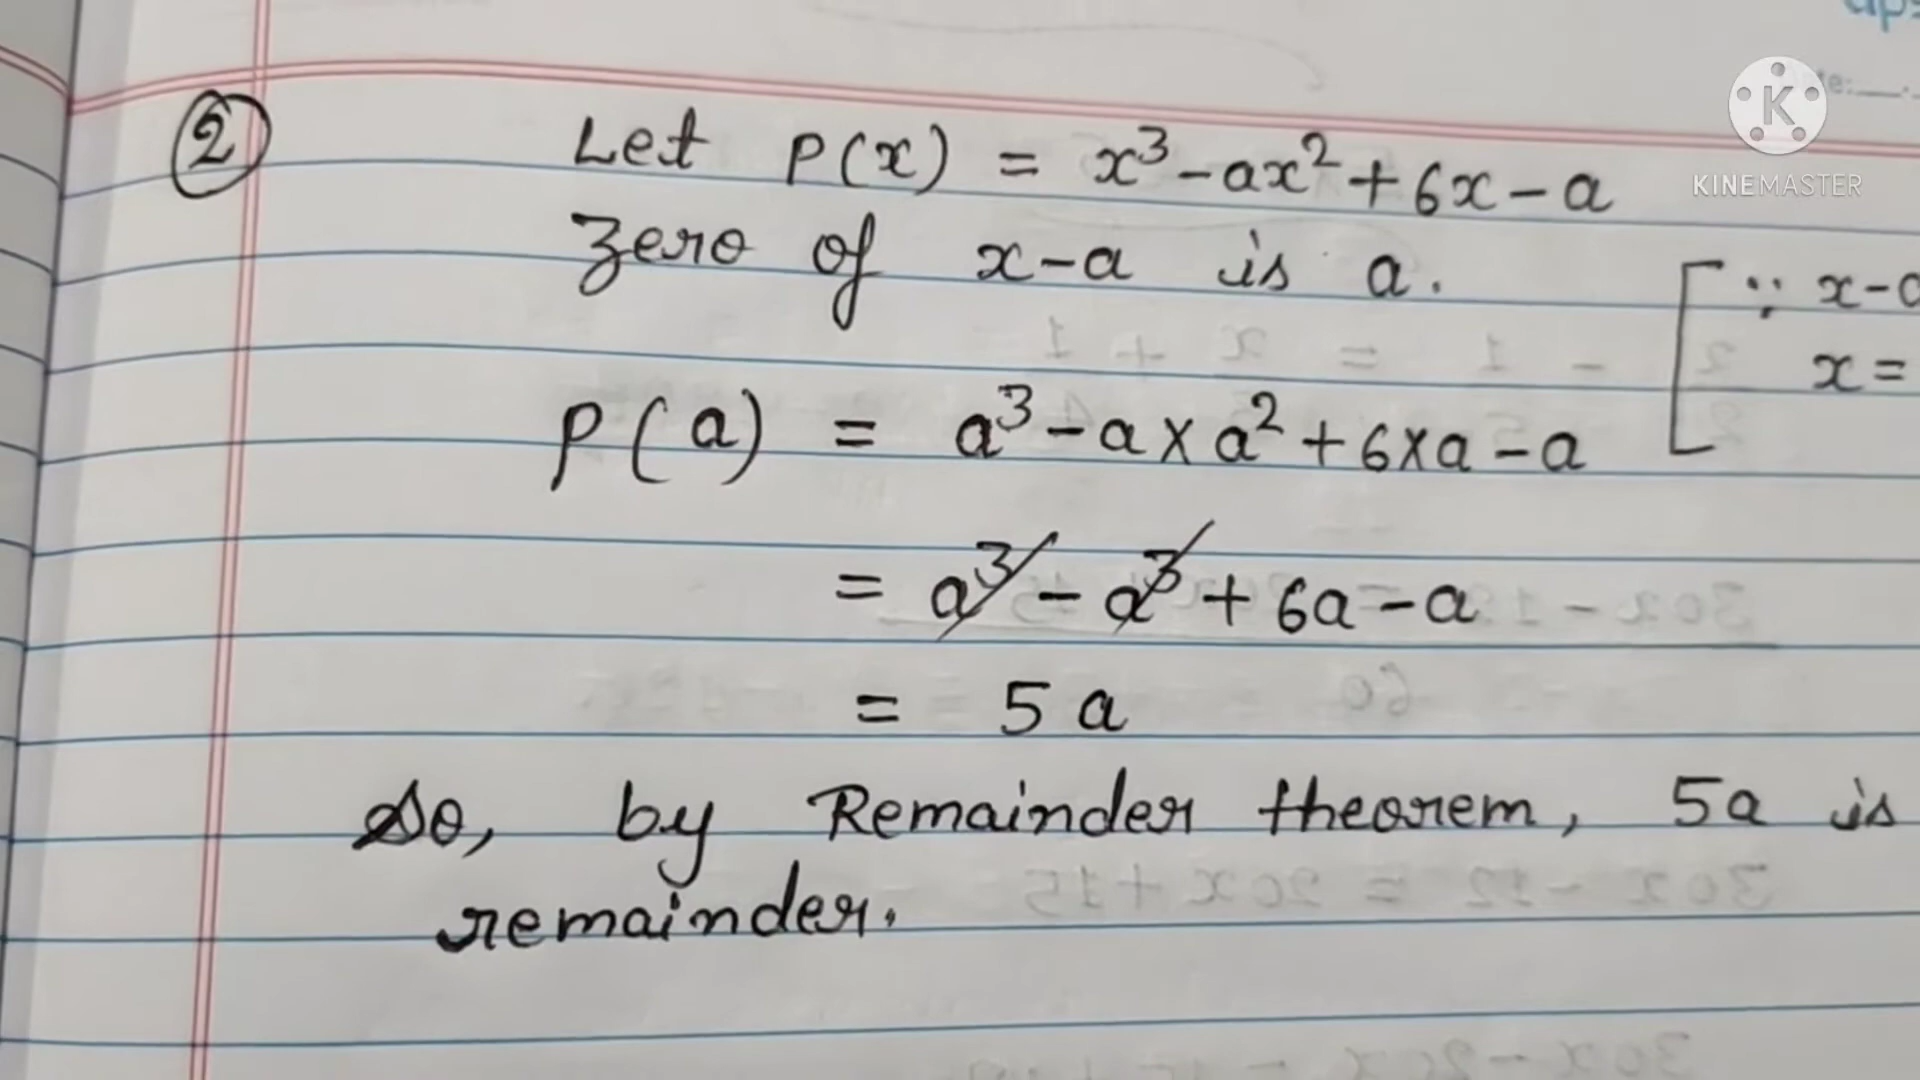 ② Let P(x) = x³ - ax² + 6x - a
Zero of x-a is a.
[∵ x-a
x =
P(a) = a³ - a × a² + 6×a - a
= a³ - a³ + 6a - a
= 5a
So, by Remainder theorem, 5a is
remainder.
KINEMASTER